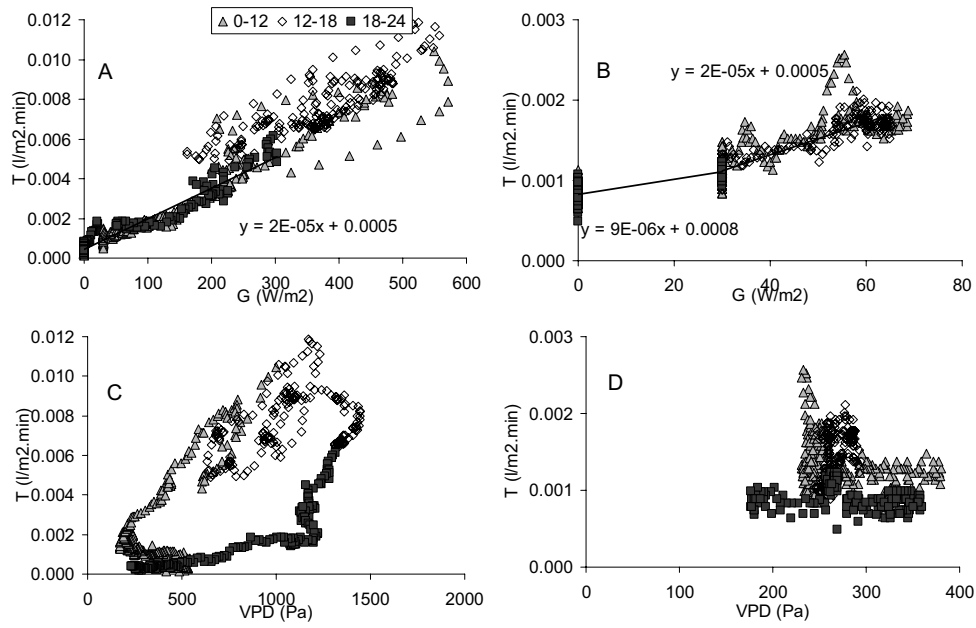 0-12 12-18 18-24
A
T (l/m2.min)
0.012
0.010
0.008
0.006
0.004
0.002
0.000
y = 2E-05x + 0.0005
0 100 200 300 400 500 600
G (W/m2)
B
T (l/m2.min)
0.003
0.002
0.001
0.000
y = 2E-05x + 0.0005
y = 9E-06x + 0.0008
0 20 40 60 80
G (W/m2)
C
T (l/m2.min)
0.012
0.010
0.008
0.006
0.004
0.002
0.000
0 500 1000 1500 2000
VPD (Pa)
D
T (l/m2.min)
0.003
0.002
0.001
0.000
0 100 200 300 400
VPD (Pa)